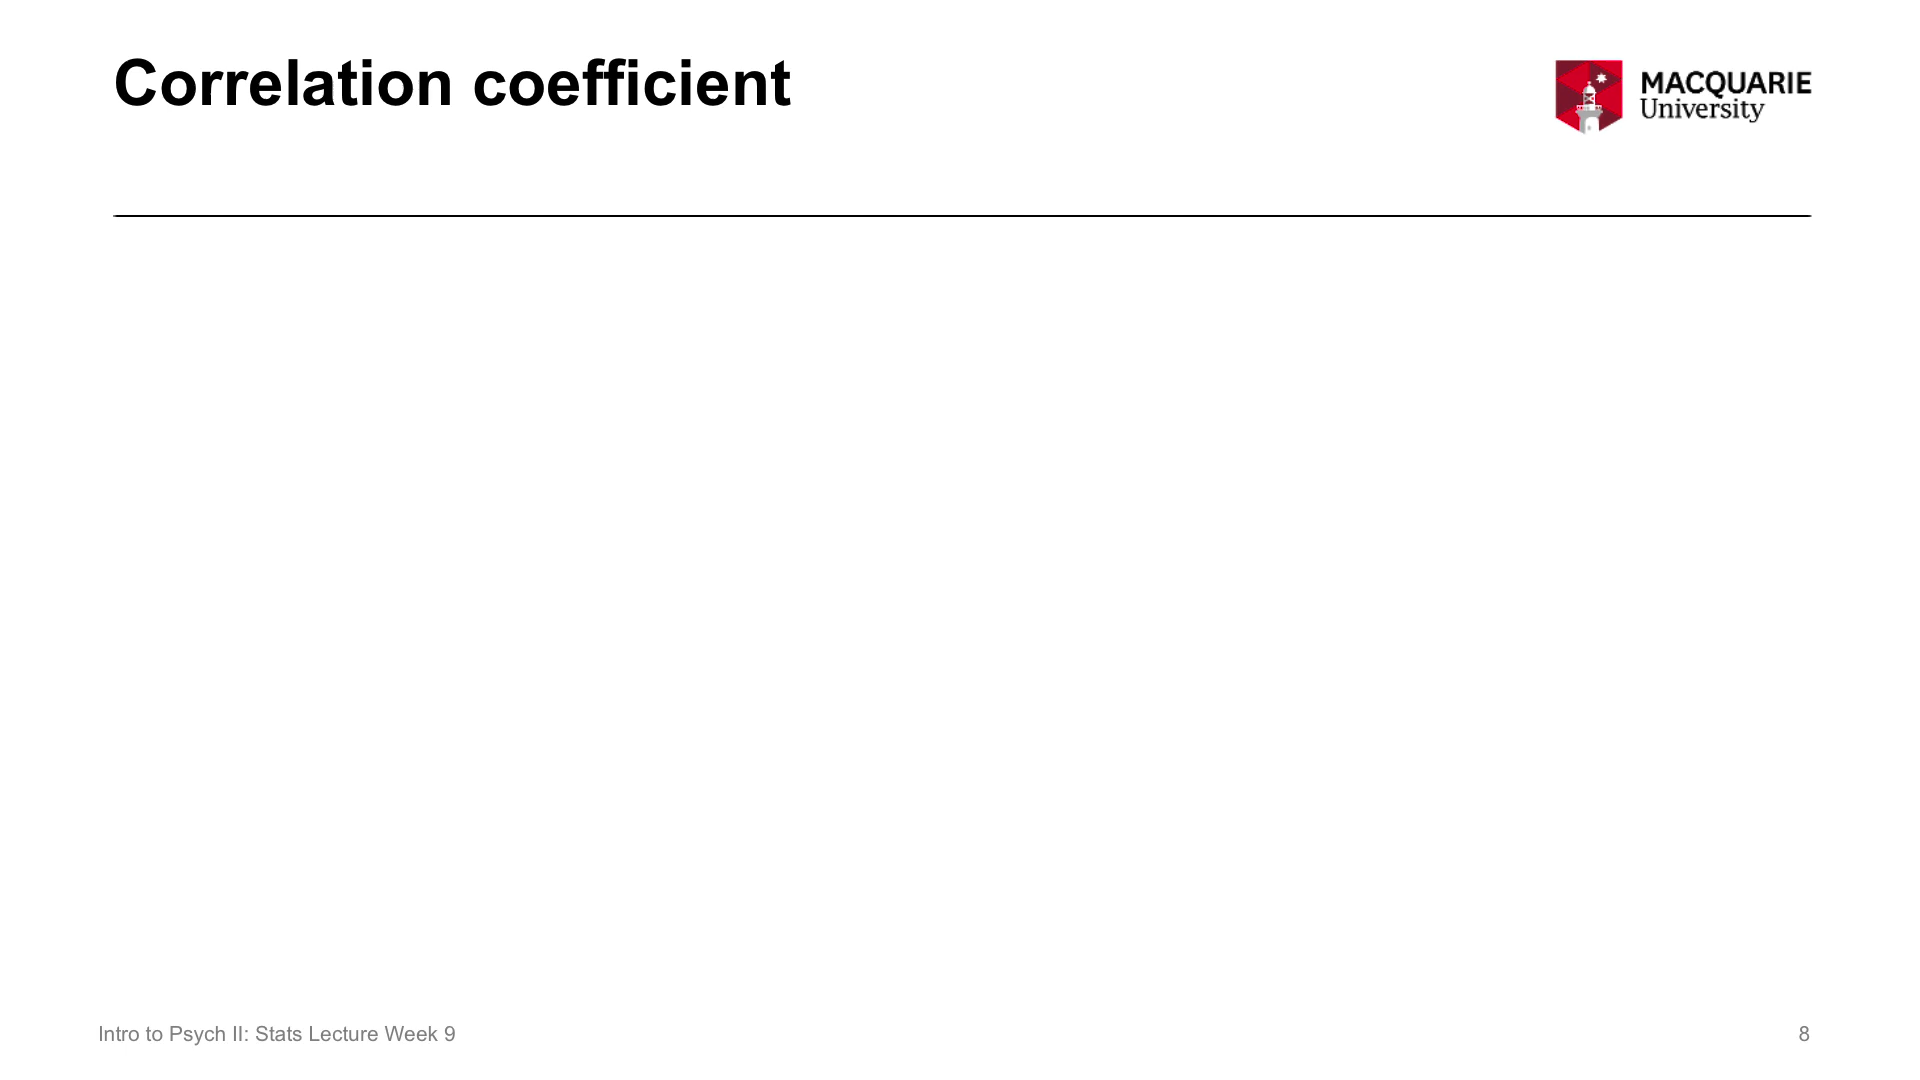 Correlation coefficient
MACQUARIE
University
Intro to Psych II: Stats Lecture Week 9
8